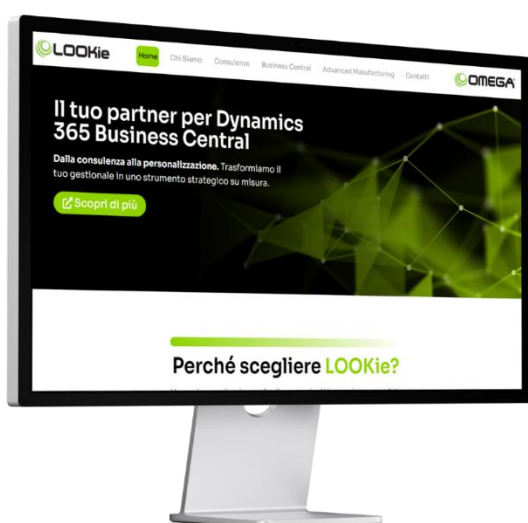 LOOKie
Home Chi Siamo Consulenza Business Central Advanced Manufacturing Contatti
OMEGA
Il tuo partner per Dynamics
365 Business Central
Dalla consulenza alla personalizzazione. Trasformiamo il
tuo gestionale in uno strumento strategico su misura.
Scopri di più
Perché scegliere LOOKie?